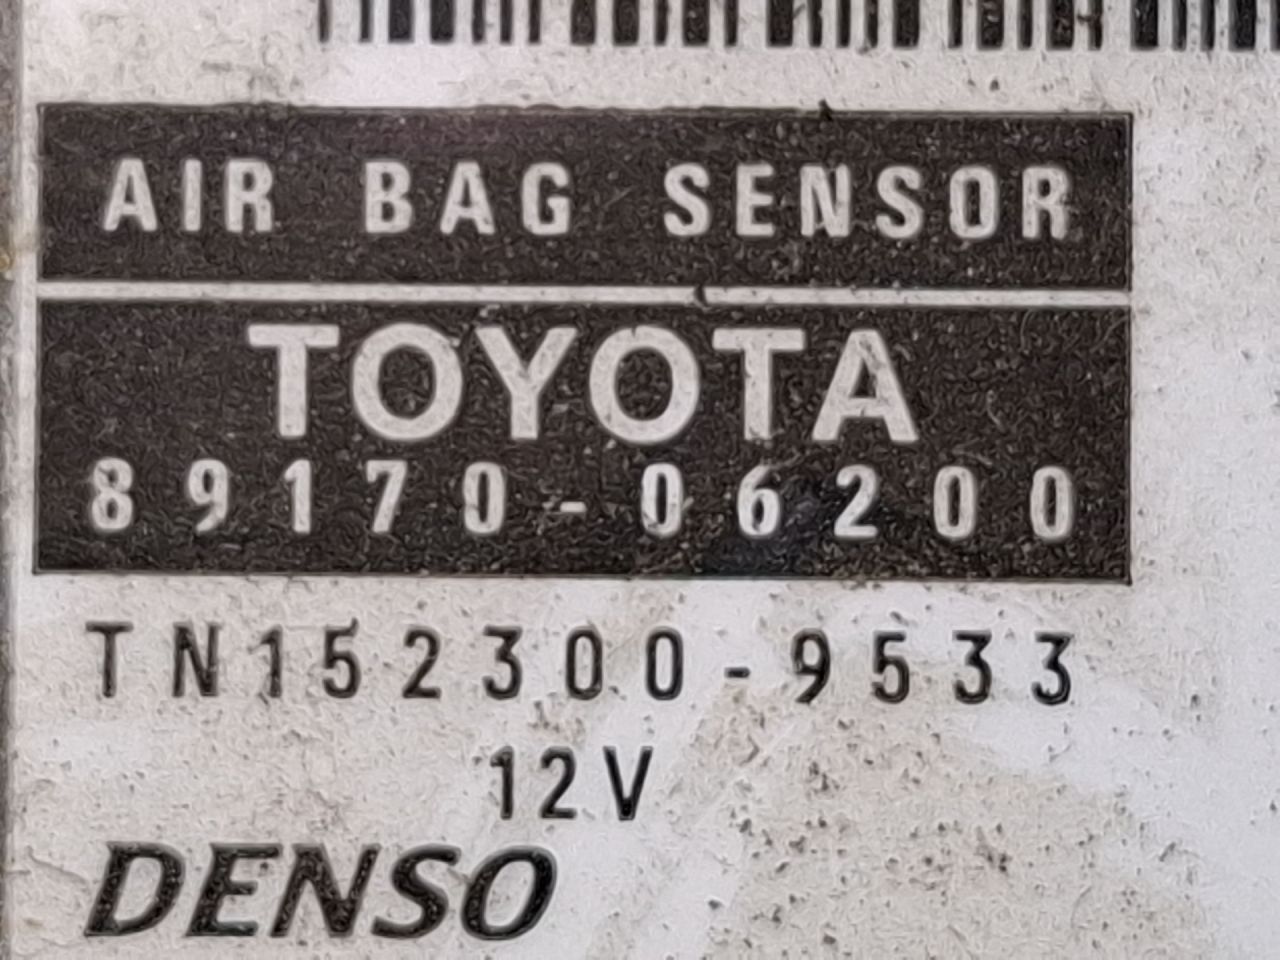 AIR BAG SENSOR
TOYOTA
89170-06200
TN152300-9533
12V
DENSO